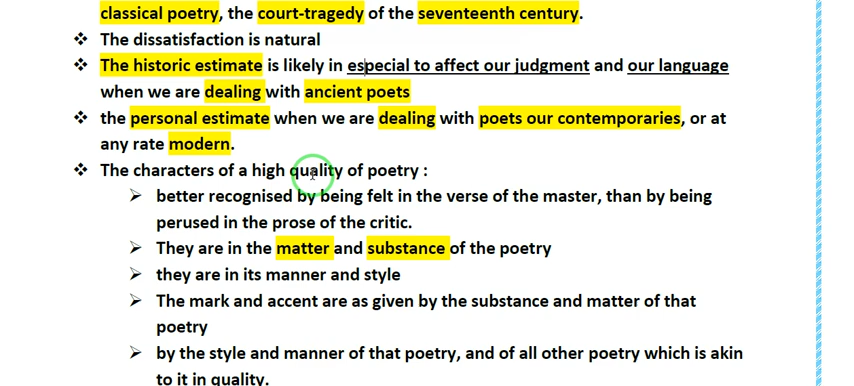 classical poetry, the court-tragedy of the seventeenth century.
❖ The dissatisfaction is natural
❖ The historic estimate is likely in especial to affect our judgment and our language
when we are dealing with ancient poets
❖ the personal estimate when we are dealing with poets our contemporaries, or at
any rate modern.
❖ The characters of a high quality of poetry :
➢ better recognised by being felt in the verse of the master, than by being
perused in the prose of the critic.
➢ They are in the matter and substance of the poetry
➢ they are in its manner and style
➢ The mark and accent are as given by the substance and matter of that
poetry
➢ by the style and manner of that poetry, and of all other poetry which is akin
to it in quality.